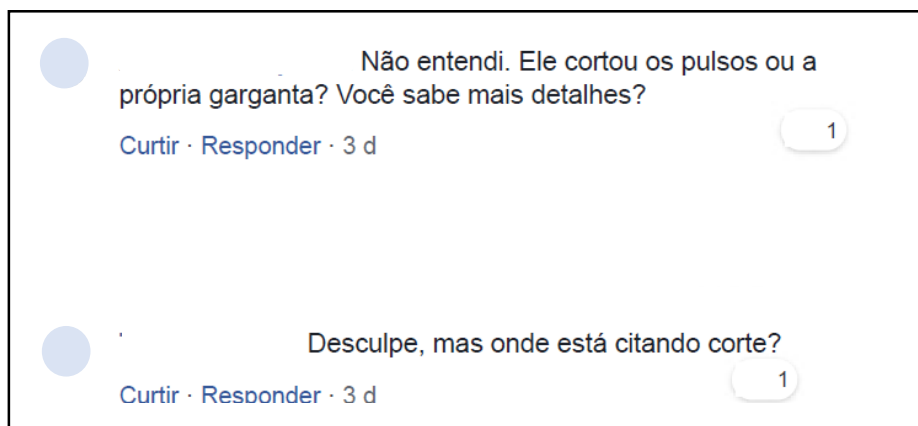 Não entendi. Ele cortou os pulsos ou a
própria garganta? Você sabe mais detalhes?
Curtir · Responder · 3 d
1
Desculpe, mas onde está citando corte?
1
Curtir · Responder · 3 d